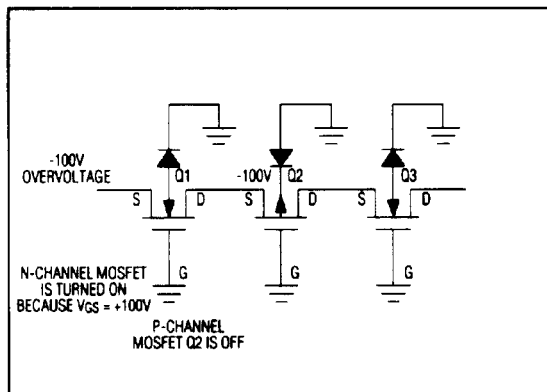 -100V
OVERVOLTAGE
Q1
-100V
Q2
Q3
S
D
S
D
S
D
G
G
G
N-CHANNEL MOSFET
IS TURNED ON
BECAUSE VGS = +100V
P-CHANNEL
MOSFET Q2 IS OFF